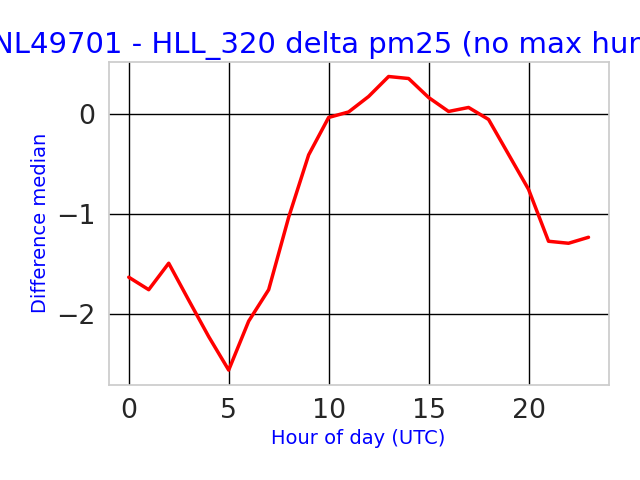 NL49701 - HLL_320 delta pm25 (no max hum
Difference median
0
−1
−2
0 5 10 15 20
Hour of day (UTC)